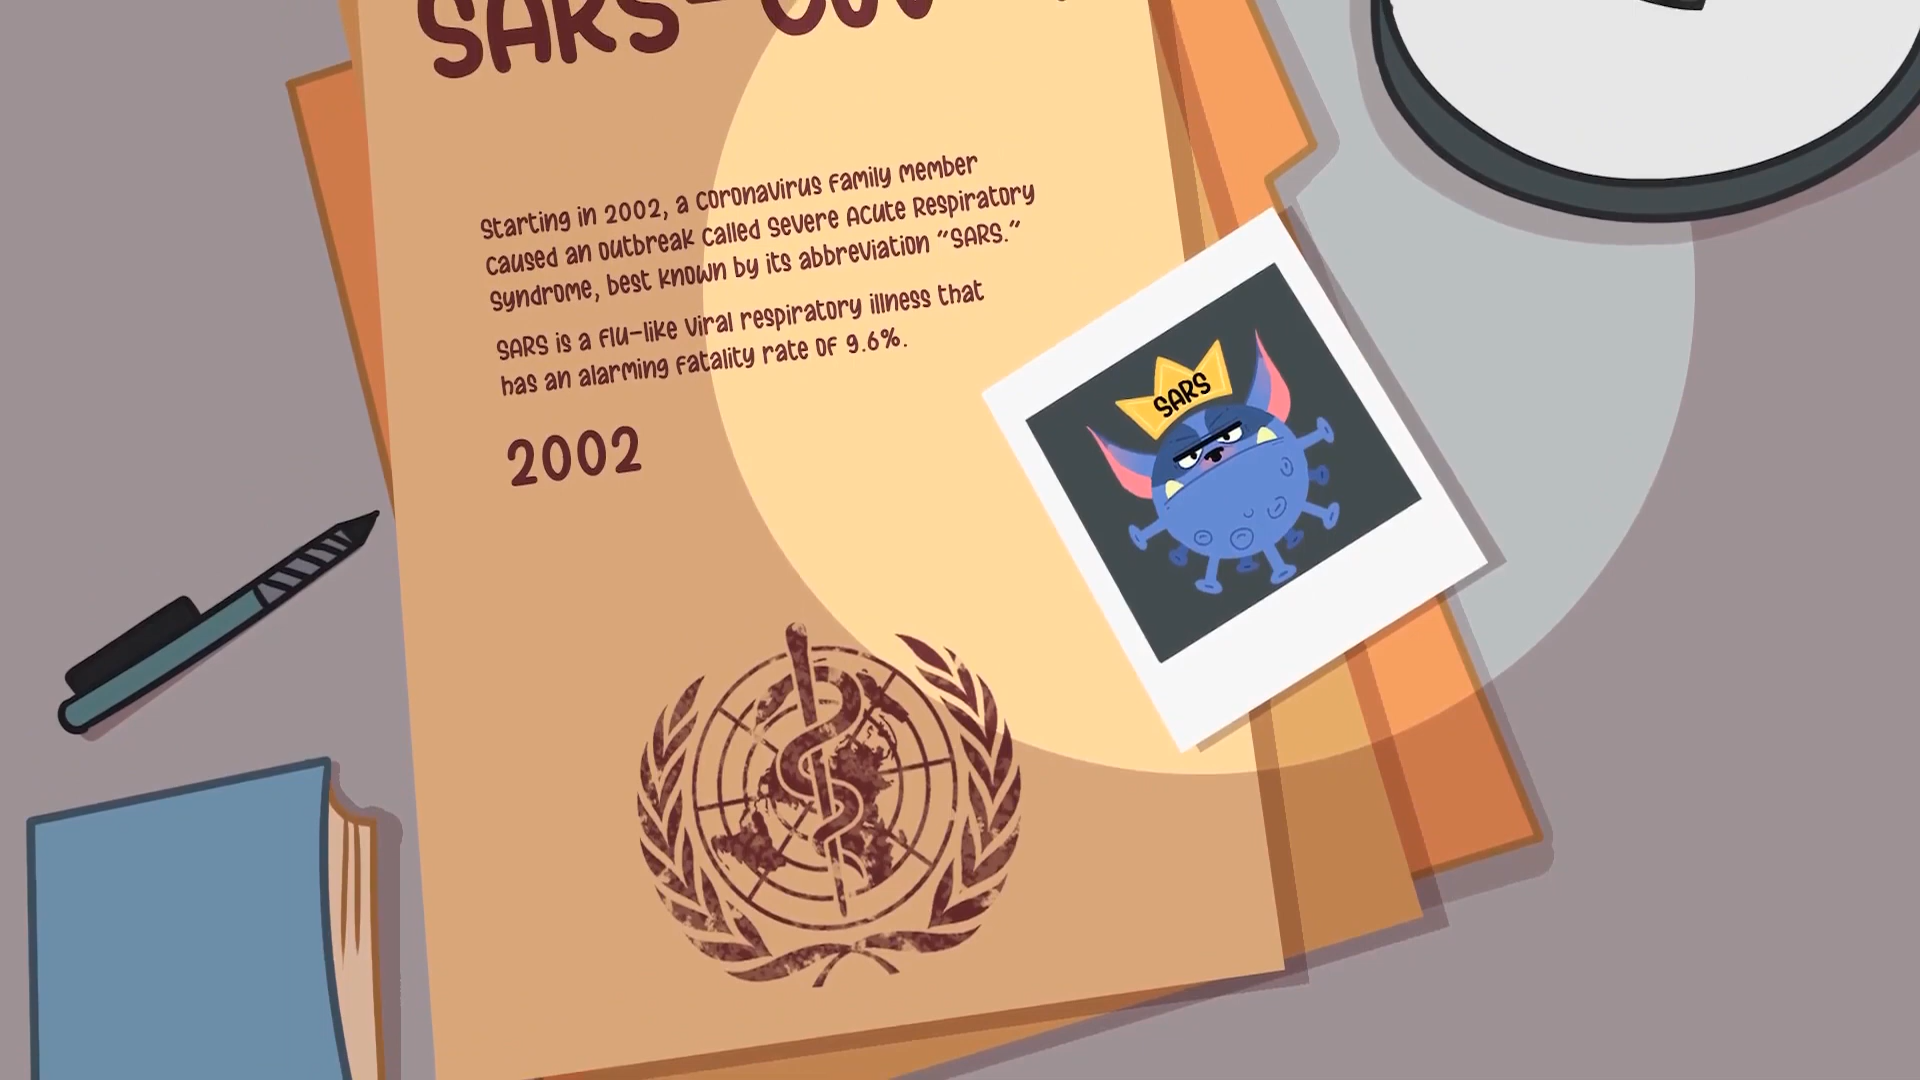 SARS-COV
Starting in 2002, a coronavirus family member
caused an outbreak called Severe Acute Respiratory
Syndrome, best known by its abbreviation "SARS."
SARS is a flu-like viral respiratory illness that
has an alarming fatality rate of 9.6%.
2002
SARS